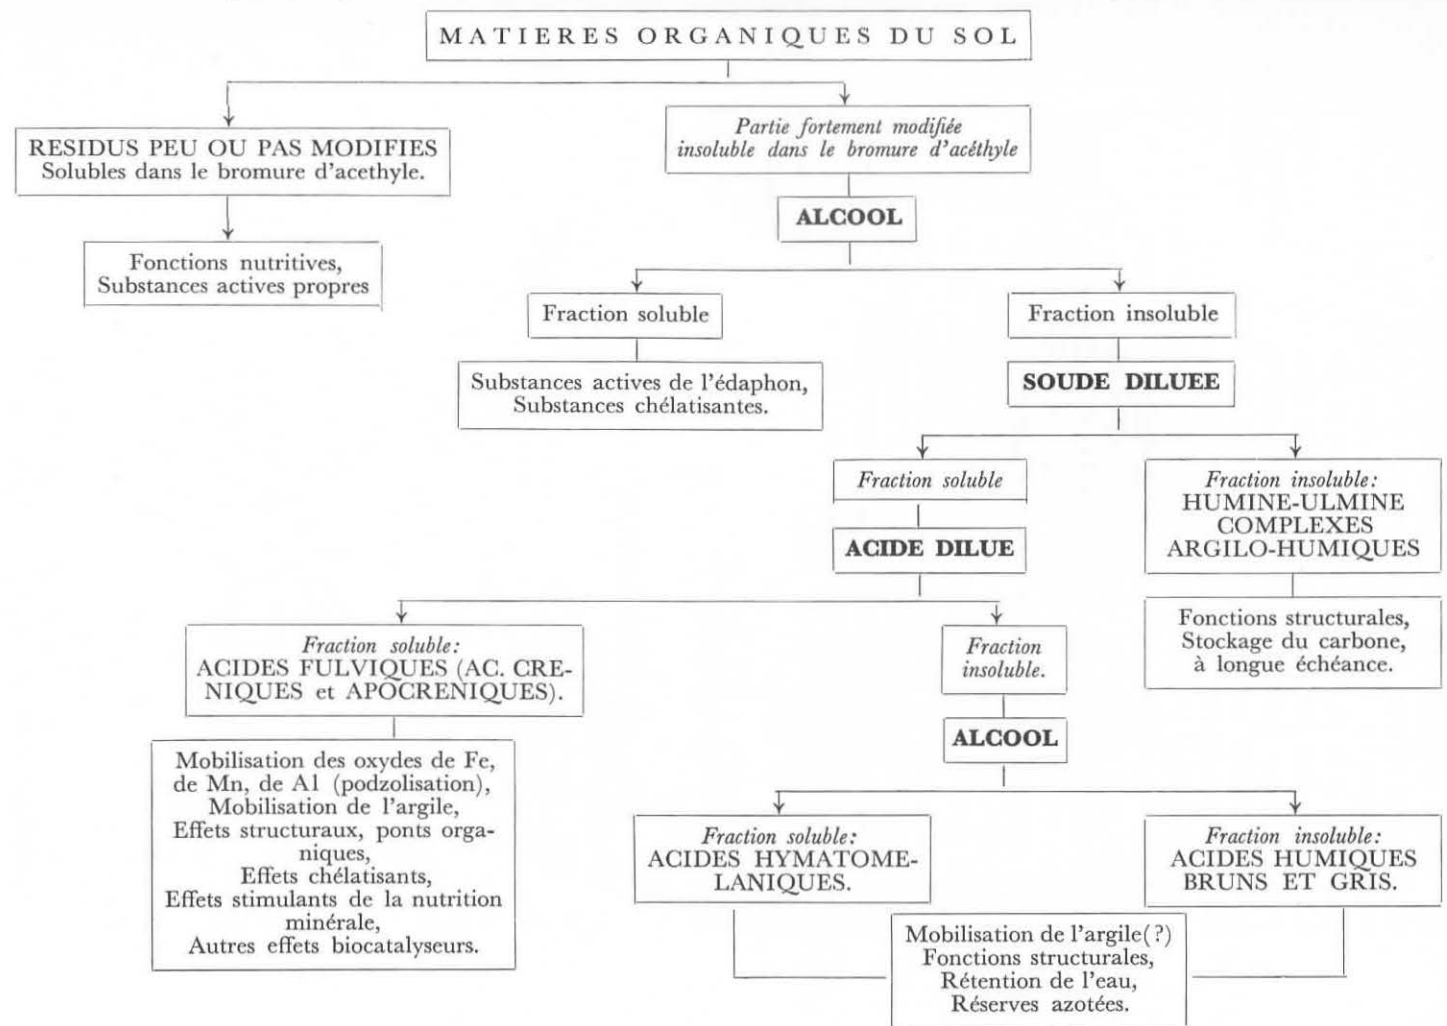 MATIERES ORGANIQUES DU SOL
RESIDUS PEU OU PAS MODIFIES
Solubles dans le bromure d'acethyle.
Partie fortement modifiée
insoluble dans le bromure d'acéthyle
ALCOOL
Fonctions nutritives,
Substances actives propres
Fraction soluble
Fraction insoluble
Substances actives de l'édaphon,
Substances chélatisantes.
SOUDE DILUEE
Fraction soluble
Fraction insoluble:
HUMINE-ULMINE
COMPLEXES
ARGILO-HUMIQUES
ACIDE DILUE
Fonctions structurales,
Stockage du carbone,
à longue échéance.
Fraction soluble:
ACIDES FULVIQUES (AC. CRE-
NIQUES et APOCRENIQUES).
Fraction
insoluble.
ALCOOL
Mobilisation des oxydes de Fe,
de Mn, de Al (podzolisation),
Mobilisation de l'argile,
Effets structuraux, ponts orga-
niques,
Effets chélatisants,
Effets stimulants de la nutrition
minérale,
Autres effets biocatalyseurs.
Fraction soluble:
ACIDES HYMATOME-
LANIQUES.
Fraction insoluble:
ACIDES HUMIQUES
BRUNS ET GRIS.
Mobilisation de l'argile(?)
Fonctions structurales,
Rétention de l'eau,
Réserves azotées.